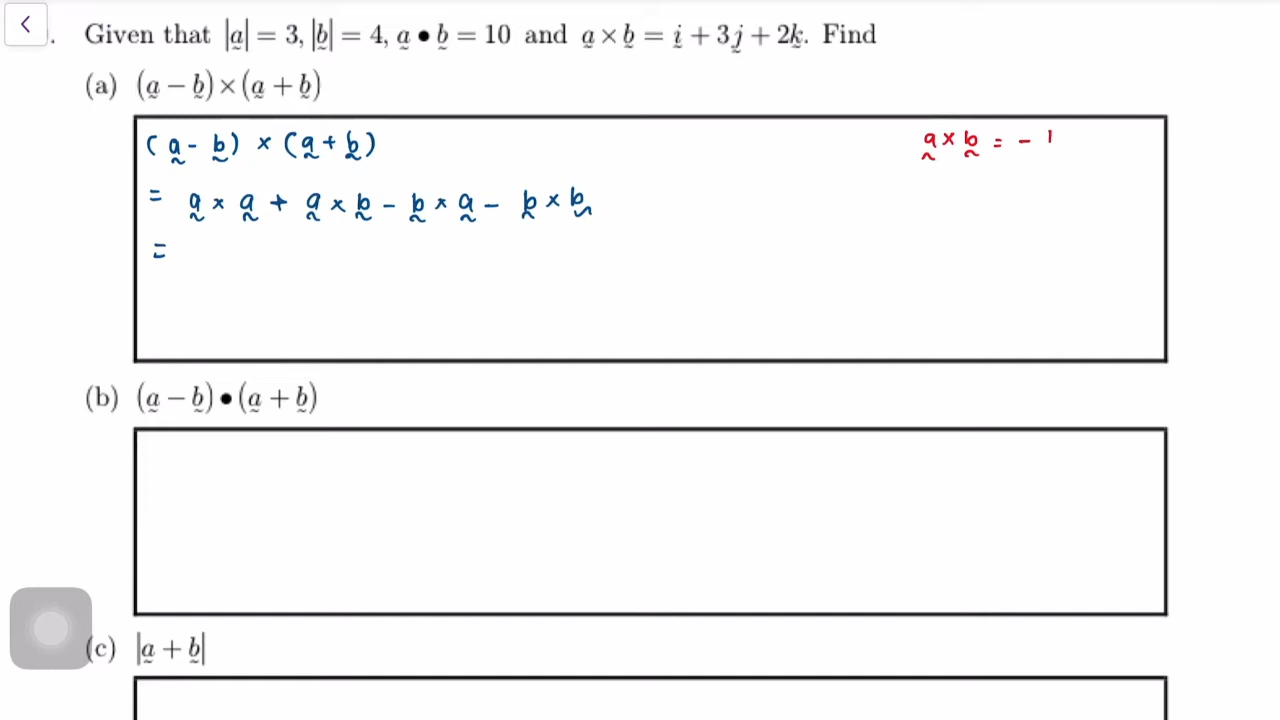 . Given that |a̰| = 3, |b̰| = 4, a̰ • b̰ = 10 and a̰ × b̰ = ḭ + 3j̰ + 2k̰. Find
(a) (a̰ − b̰) × (a̰ + b̰)
(a̰ - b̰) × (a̰ + b̰)
a̰ × b̰ = - 1
= a̰ × a̰ + a̰ × b̰ - b̰ × a̰ - b̰ × b̰
=
(b) (a̰ − b̰) • (a̰ + b̰)
(c) |a̰ + b̰|